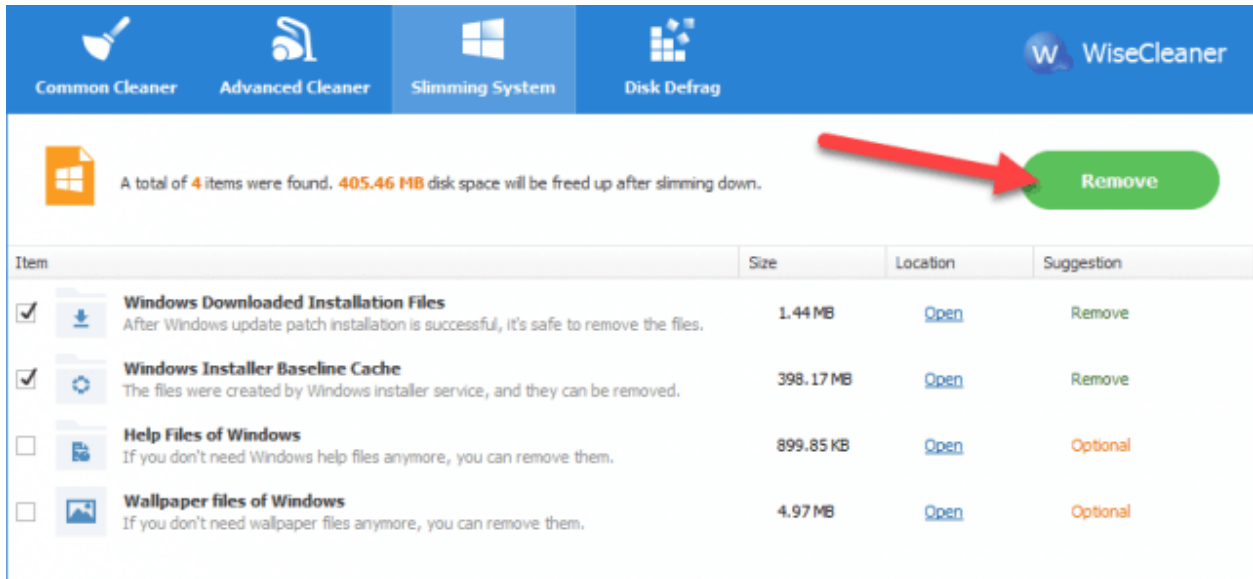 Common Cleaner
Advanced Cleaner
Slimming System
Disk Defrag
W WiseCleaner
A total of 4 items were found. 405.46 MB disk space will be freed up after slimming down.
Remove
Item Size Location Suggestion
Windows Downloaded Installation Files
After Windows update patch installation is successful, it's safe to remove the files.
1.44 MB Open Remove
Windows Installer Baseline Cache
The files were created by Windows installer service, and they can be removed.
398.17 MB Open Remove
Help Files of Windows
If you don't need Windows help files anymore, you can remove them.
899.85 KB Open Optional
Wallpaper files of Windows
If you don't need wallpaper files anymore, you can remove them.
4.97 MB Open Optional